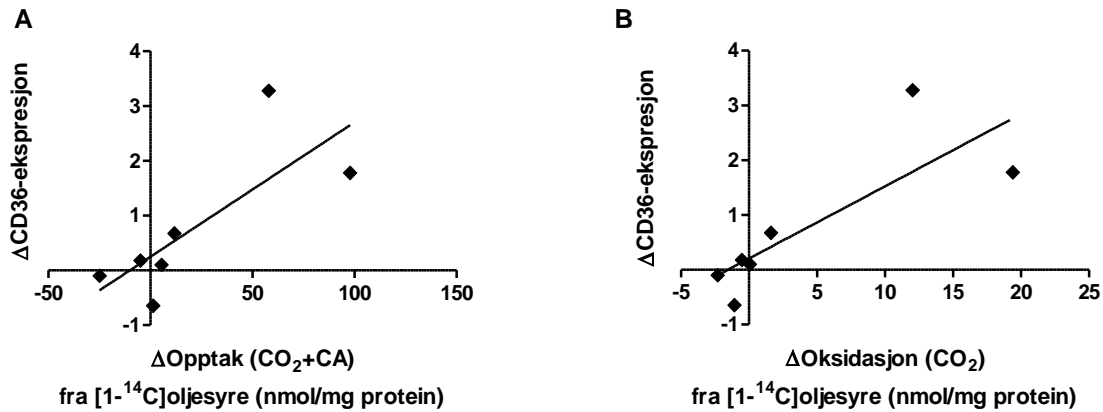 A
ΔCD36-ekspresjon
4
3
2
1
-1
-50
50
100
150
ΔOpptak (CO₂+CA)
fra [1-¹⁴C]oljesyre (nmol/mg protein)
B
ΔCD36-ekspresjon
4
3
2
1
-1
-5
5
10
15
20
25
ΔOksidasjon (CO₂)
fra [1-¹⁴C]oljesyre (nmol/mg protein)